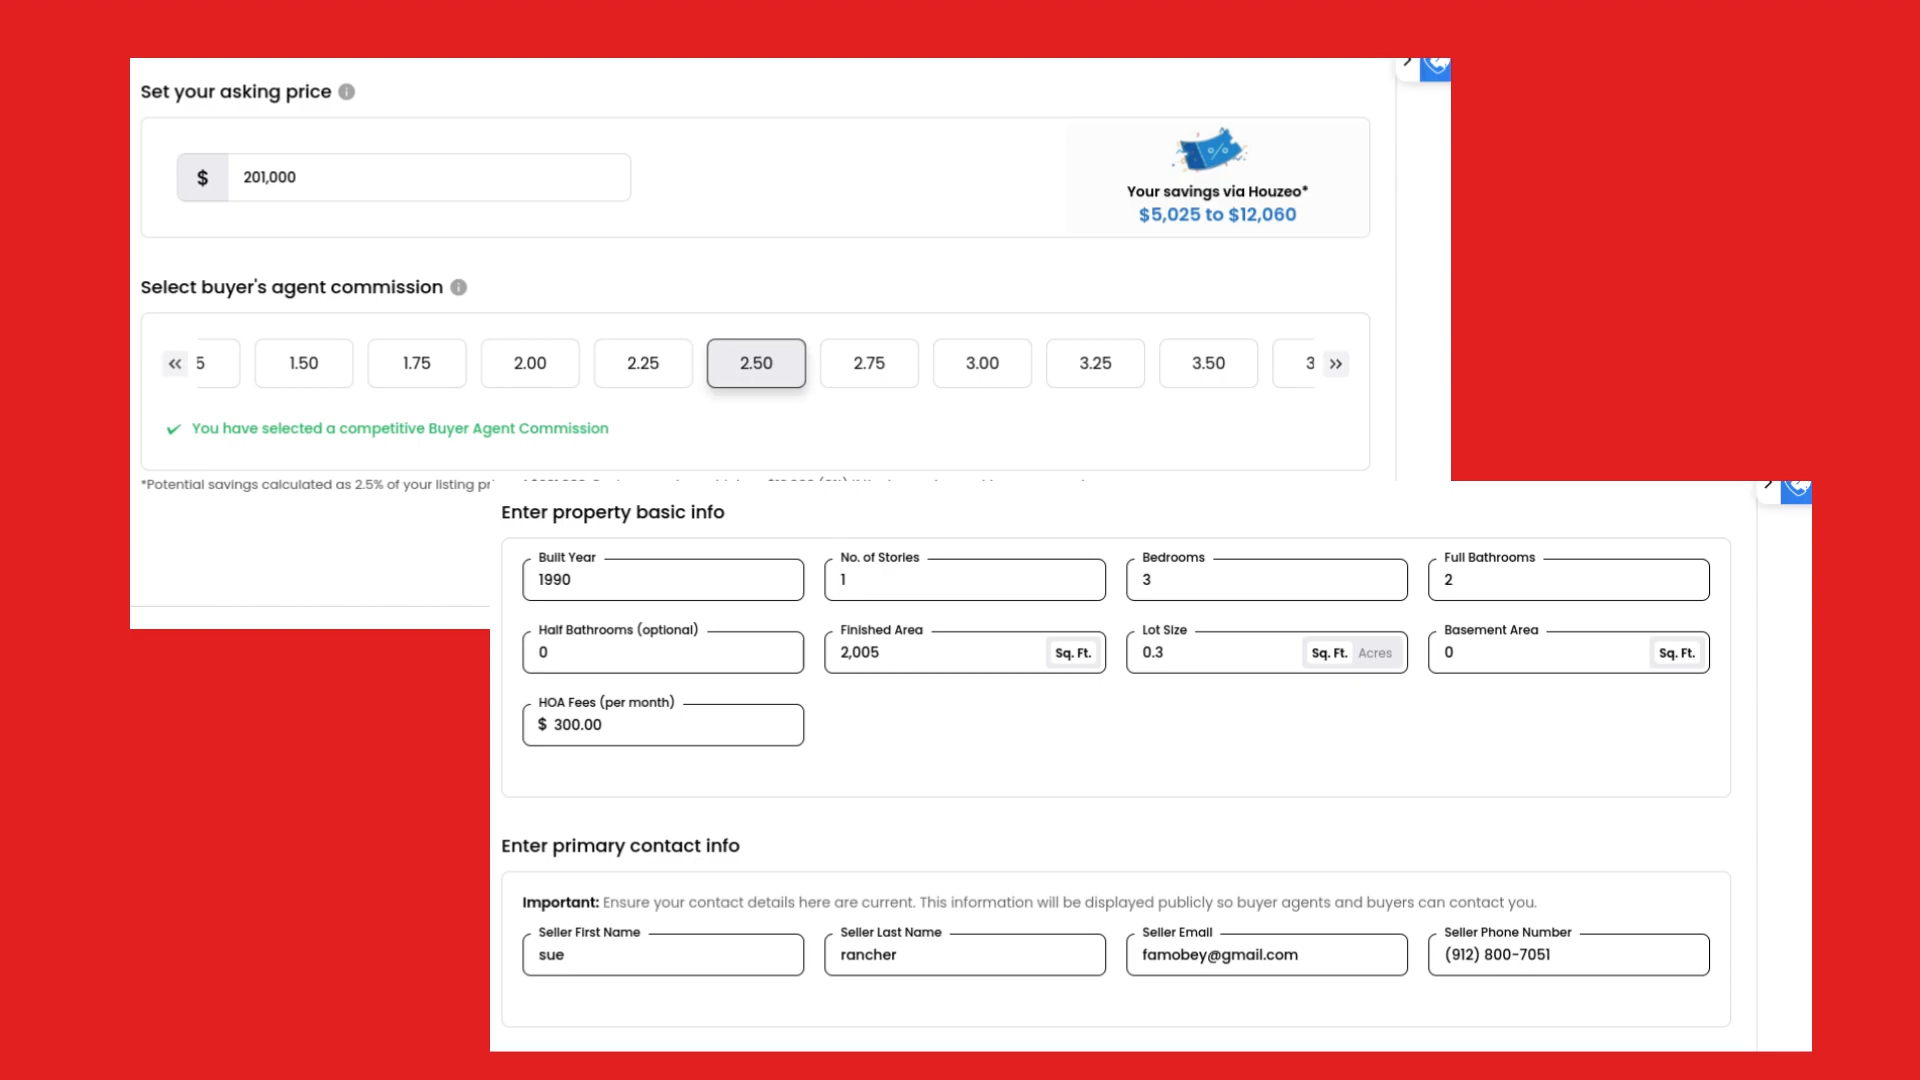 Set your asking price
$ 201,000
Your savings via Houzeo*
$5,025 to $12,060
Select buyer's agent commission
5 1.50 1.75 2.00 2.25 2.50 2.75 3.00 3.25 3.50 3
You have selected a competitive Buyer Agent Commission
*Potential savings calculated as 2.5% of your listing
Enter property basic info
Built Year
1990
No. of Stories
1
Bedrooms
3
Full Bathrooms
2
Half Bathrooms (optional)
0
Finished Area
2,005 Sq. Ft.
Lot Size
0.3 Sq. Ft. Acres
Basement Area
0 Sq. Ft.
HOA Fees (per month)
$ 300.00
Enter primary contact info
Important: Ensure your contact details here are current. This information will be displayed publicly so buyer agents and buyers can contact you.
Seller First Name
sue
Seller Last Name
rancher
Seller Email
famobey@gmail.com
Seller Phone Number
(912) 800-7051